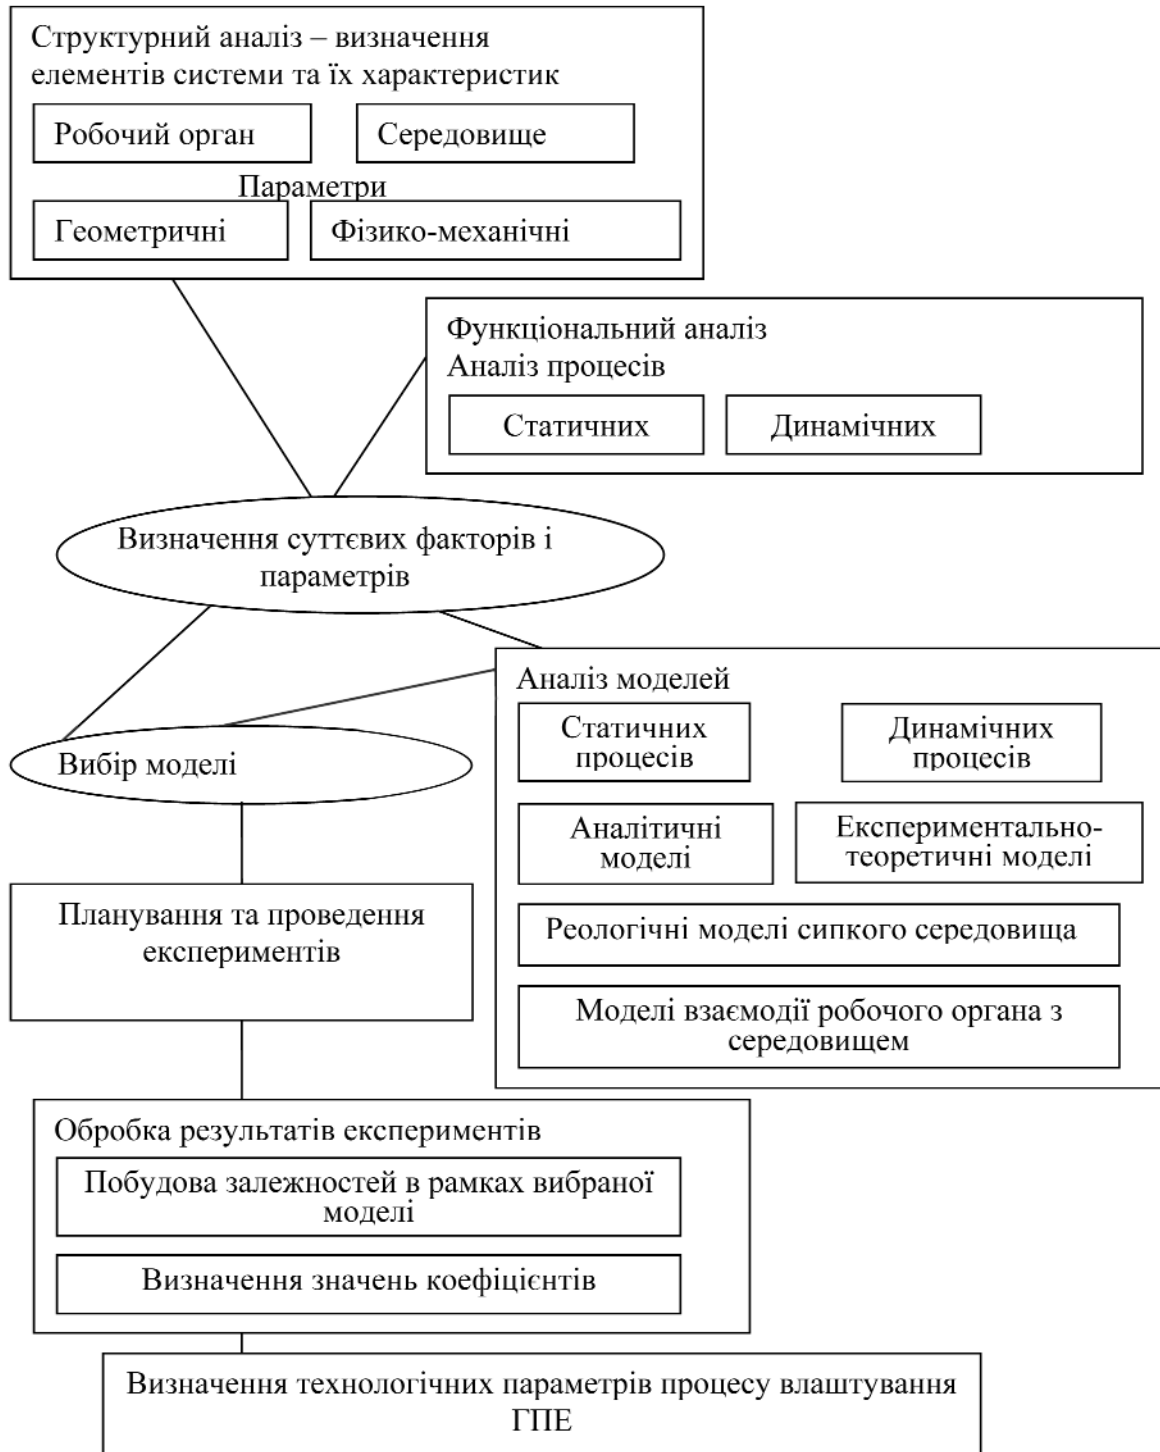 Структурний аналіз – визначення
елементів системи та їх характеристик
Робочий орган
Середовище
Параметри
Геометричні
Фізико-механічні
Функціональний аналіз
Аналіз процесів
Статичних
Динамічних
Визначення суттєвих факторів і
параметрів
Аналіз моделей
Статичних
процесів
Динамічних
процесів
Вибір моделі
Аналітичні
моделі
Експериментально-
теоретичні моделі
Планування та проведення
експериментів
Реологічні моделі сипкого середовища
Моделі взаємодії робочого органа з
середовищем
Обробка результатів експериментів
Побудова залежностей в рамках вибраної
моделі
Визначення значень коефіцієнтів
Визначення технологічних параметрів процесу влаштування
ГПЕ